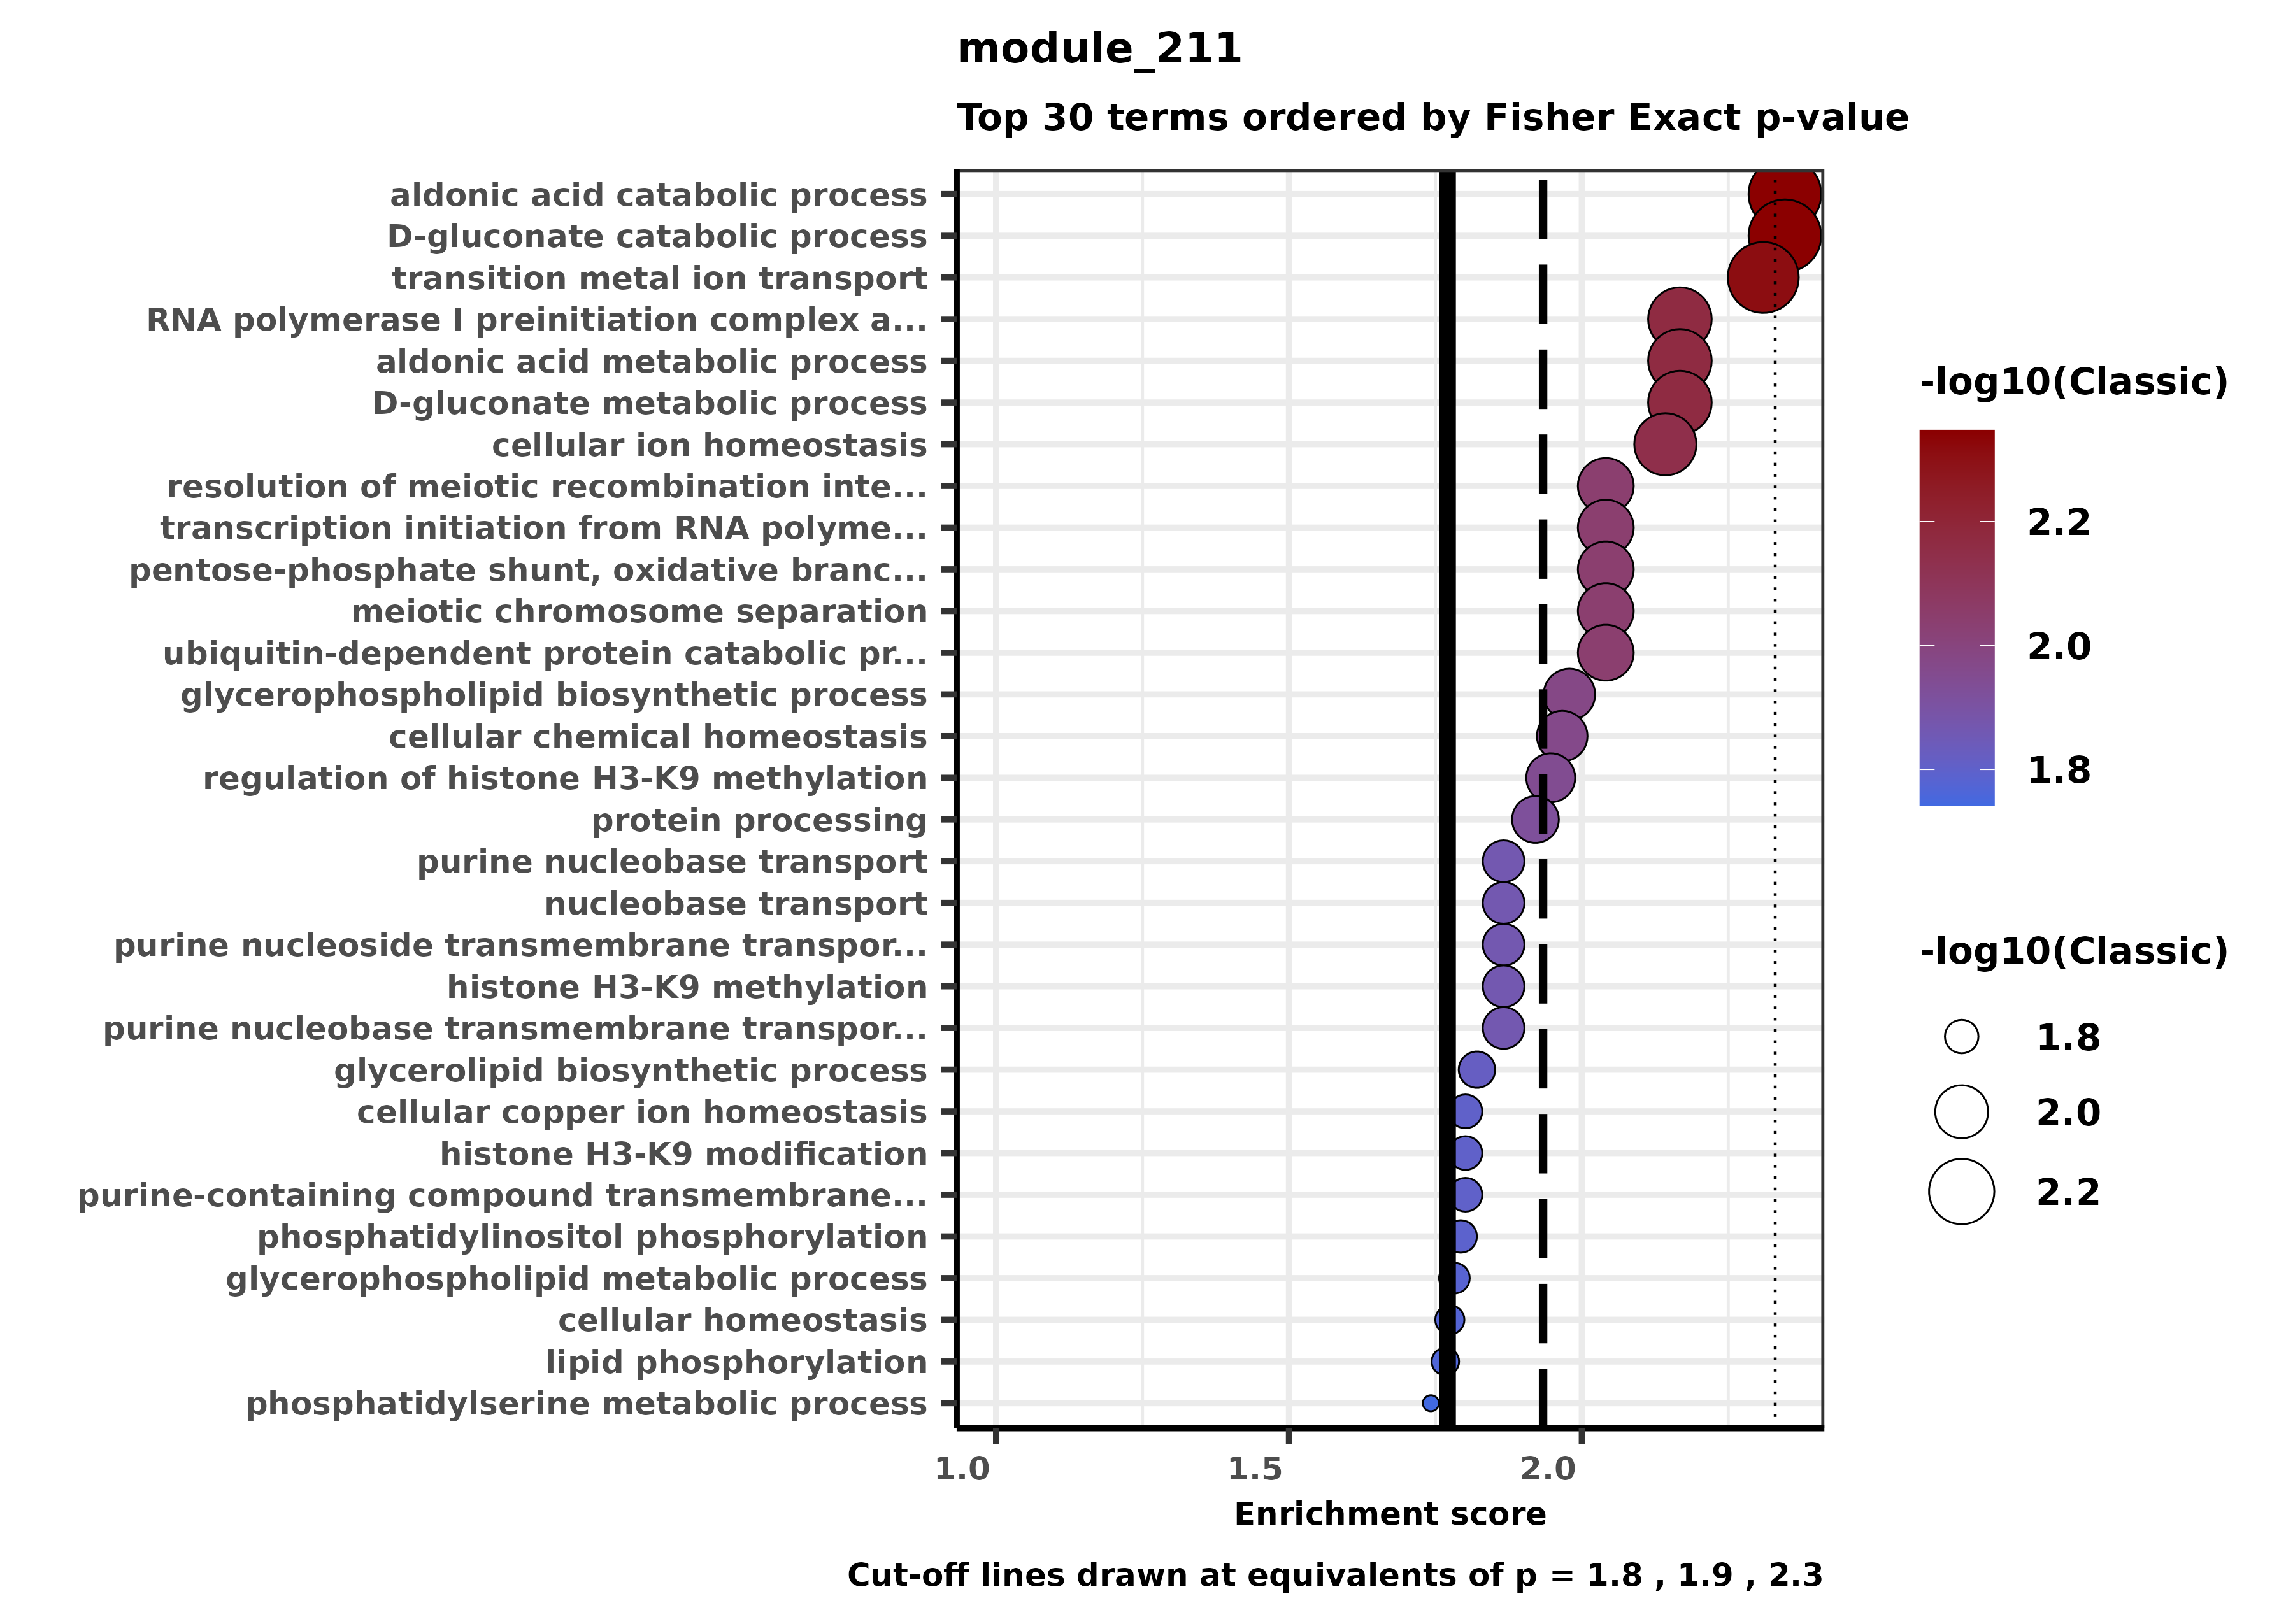 module_211
Top 30 terms ordered by Fisher Exact p-value
aldonic acid catabolic process
D-gluconate catabolic process
transition metal ion transport
RNA polymerase I preinitiation complex a...
aldonic acid metabolic process
D-gluconate metabolic process
cellular ion homeostasis
resolution of meiotic recombination inte...
transcription initiation from RNA polyme...
pentose-phosphate shunt, oxidative branc...
meiotic chromosome separation
ubiquitin-dependent protein catabolic pr...
glycerophospholipid biosynthetic process
cellular chemical homeostasis
regulation of histone H3-K9 methylation
protein processing
purine nucleobase transport
nucleobase transport
purine nucleoside transmembrane transpor...
histone H3-K9 methylation
purine nucleobase transmembrane transpor...
glycerolipid biosynthetic process
cellular copper ion homeostasis
histone H3-K9 modification
purine-containing compound transmembrane...
phosphatidylinositol phosphorylation
glycerophospholipid metabolic process
cellular homeostasis
lipid phosphorylation
phosphatidylserine metabolic process
1.0 1.5 2.0
Enrichment score
Cut-off lines drawn at equivalents of p = 1.8 , 1.9 , 2.3
-log10(Classic)
2.2
2.0
1.8
-log10(Classic)
1.8
2.0
2.2